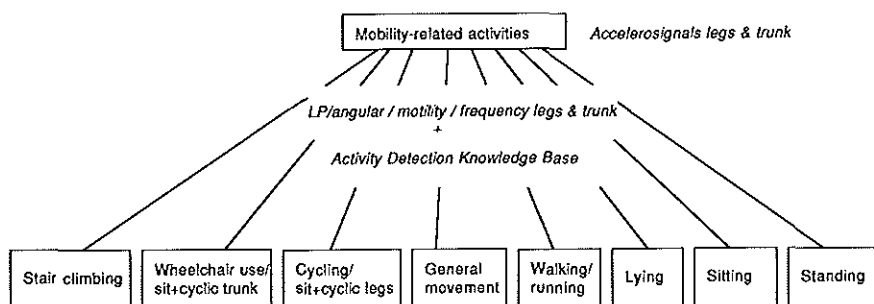 Mobility-related activities
Accelerosignals legs & trunk
LP/angular / motility / frequency legs & trunk
+
Activity Detection Knowledge Base
Stair climbing
Wheelchair use/
sit+cyclic trunk
Cycling/
sit+cyclic legs
General
movement
Walking/
running
Lying
Sitting
Standing